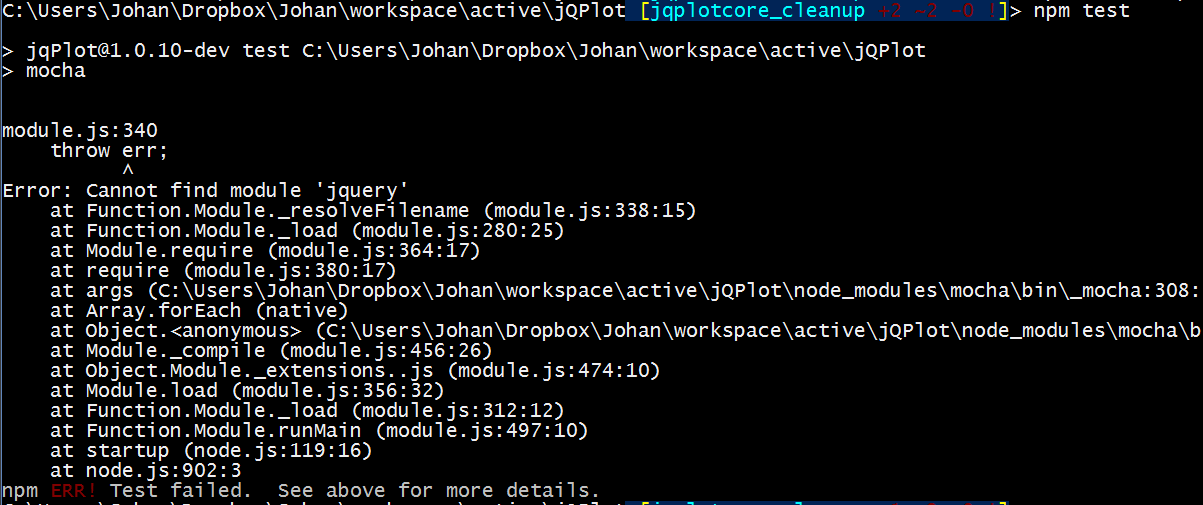 C:\Users\Johan\Dropbox\Johan\workspace\active\jQPlot [jqplotcore_cleanup +2 ~2 -0 !]> npm test
> jqPlot@1.0.10-dev test C:\Users\Johan\Dropbox\Johan\workspace\active\jQPlot
> mocha
module.js:340
    throw err;
          ^
Error: Cannot find module 'jquery'
    at Function.Module._resolveFilename (module.js:338:15)
    at Function.Module._load (module.js:280:25)
    at Module.require (module.js:364:17)
    at require (module.js:380:17)
    at args (C:\Users\Johan\Dropbox\Johan\workspace\active\jQPlot\node_modules\mocha\bin\_mocha:308:
    at Array.forEach (native)
    at Object.<anonymous> (C:\Users\Johan\Dropbox\Johan\workspace\active\jQPlot\node_modules\mocha\b
    at Module._compile (module.js:456:26)
    at Object.Module._extensions..js (module.js:474:10)
    at Module.load (module.js:356:32)
    at Function.Module._load (module.js:312:12)
    at Function.Module.runMain (module.js:497:10)
    at startup (node.js:119:16)
    at node.js:902:3
npm ERR! Test failed.  See above for more details.